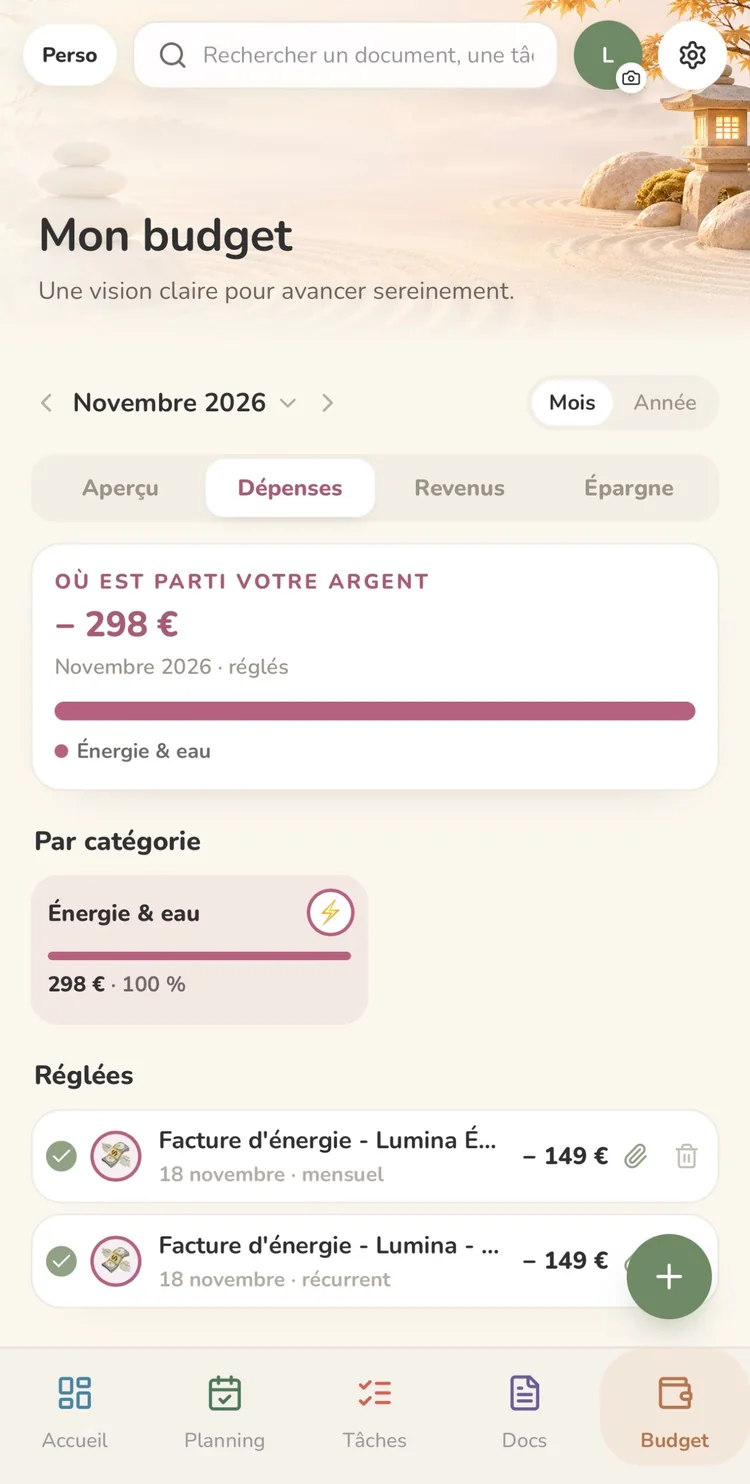 Perso
Rechercher un document, une tâ
L
Mon budget
Une vision claire pour avancer sereinement.
Novembre 2026
Mois
Année
Aperçu
Dépenses
Revenus
Épargne
OÙ EST PARTI VOTRE ARGENT
– 298 €
Novembre 2026 · réglés
Énergie & eau
Par catégorie
Énergie & eau
298 € · 100 %
Réglées
Facture d'énergie - Lumina É...
– 149 €
18 novembre · mensuel
Facture d'énergie - Lumina - ...
– 149 €
18 novembre · récurrent
Accueil
Planning
Tâches
Docs
Budget